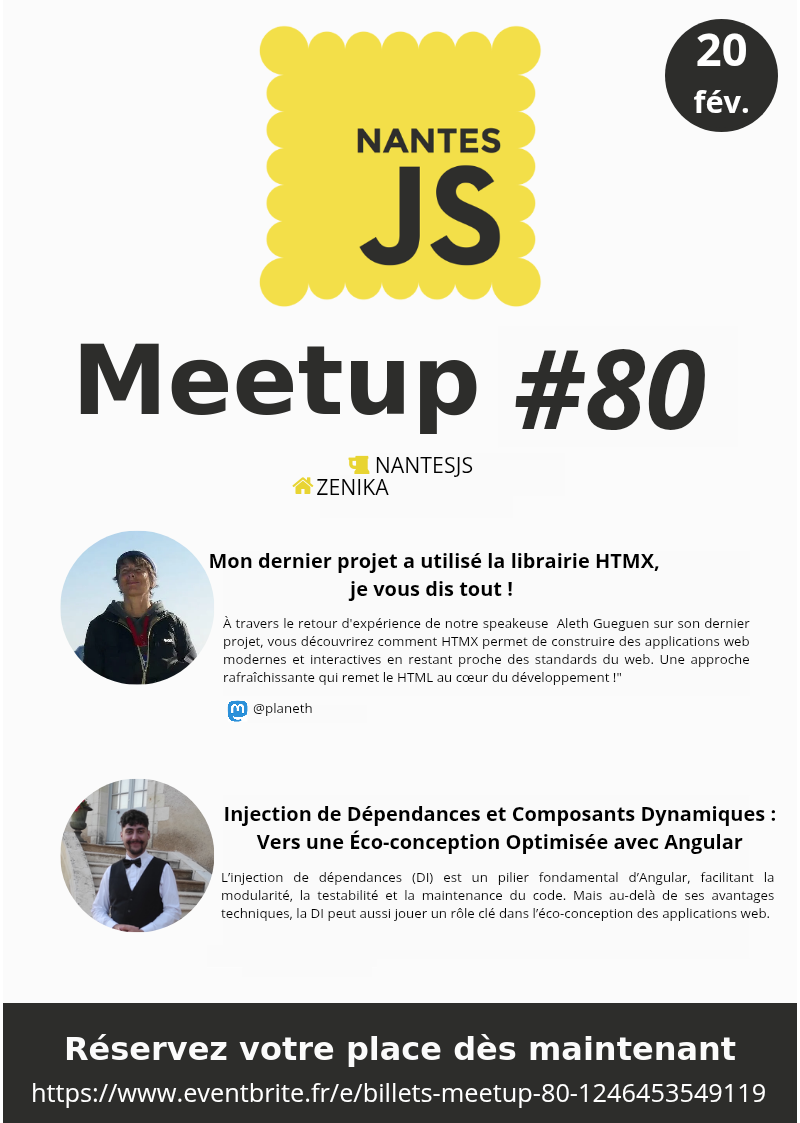 20
fév.
NANTES
JS
Meetup #80
NANTESJS
ZENIKA
Mon dernier projet a utilisé la librairie HTMX,
je vous dis tout !
À travers le retour d'expérience de notre speakeuse  Aleth Gueguen sur son dernier
projet, vous découvrirez comment HTMX permet de construire des applications web
modernes et interactives en restant proche des standards du web. Une approche
rafraîchissante qui remet le HTML au cœur du développement !"
@planeth
Injection de Dépendances et Composants Dynamiques :
Vers une Éco-conception Optimisée avec Angular
L’injection de dépendances (DI) est un pilier fondamental d’Angular, facilitant la
modularité, la testabilité et la maintenance du code. Mais au-delà de ses avantages
techniques, la DI peut aussi jouer un rôle clé dans l’éco-conception des applications web.
Réservez votre place dès maintenant
https://www.eventbrite.fr/e/billets-meetup-80-1246453549119